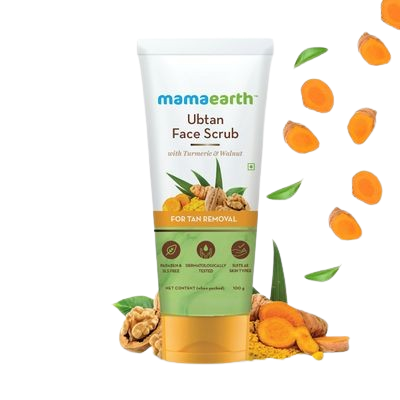 mamaearth™
Ubtan
Face Scrub
with Turmeric & Walnut
FOR TAN REMOVAL
PARABEN &
SLS FREE
DERMATOLOGICALLY
TESTED
SUITS ALL
SKIN TYPES
NET CONTENT (when packed): 100 g